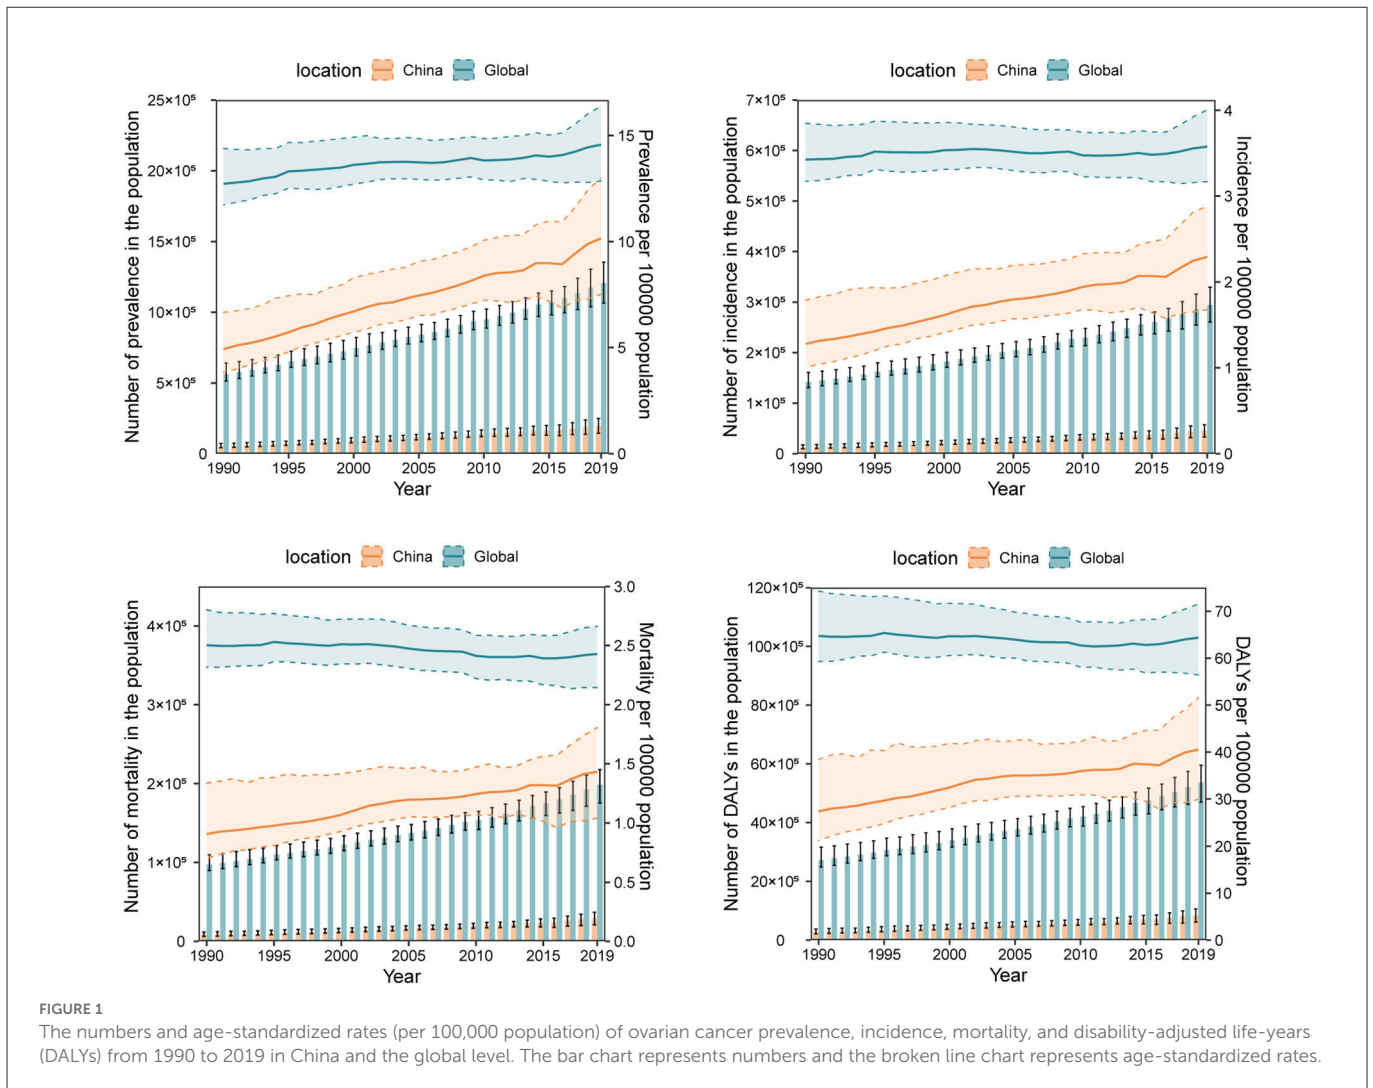 location China Global
25×10⁵
20×10⁵
15×10⁵
10×10⁵
5×10⁵
0
Number of prevalence in the population
15
10
5
0
Prevalence per 100000 population
1990 1995 2000 2005 2010 2015 2019
Year
location China Global
7×10⁵
6×10⁵
5×10⁵
4×10⁵
3×10⁵
2×10⁵
1×10⁵
0
Number of incidence in the population
4
3
2
1
0
Incidence per 100000 population
1990 1995 2000 2005 2010 2015 2019
Year
location China Global
4×10⁵
3×10⁵
2×10⁵
1×10⁵
0
Number of mortality in the population
3.0
2.5
2.0
1.5
1.0
0.5
0.0
Mortality per 100000 population
1990 1995 2000 2005 2010 2015 2019
Year
location China Global
120×10⁵
100×10⁵
80×10⁵
60×10⁵
40×10⁵
20×10⁵
0
Number of DALYs in the population
70
60
50
40
30
20
10
0
DALYs per 100000 population
1990 1995 2000 2005 2010 2015 2019
Year
FIGURE 1
The numbers and age-standardized rates (per 100,000 population) of ovarian cancer prevalence, incidence, mortality, and disability-adjusted life-years
(DALYs) from 1990 to 2019 in China and the global level. The bar chart represents numbers and the broken line chart represents age-standardized rates.